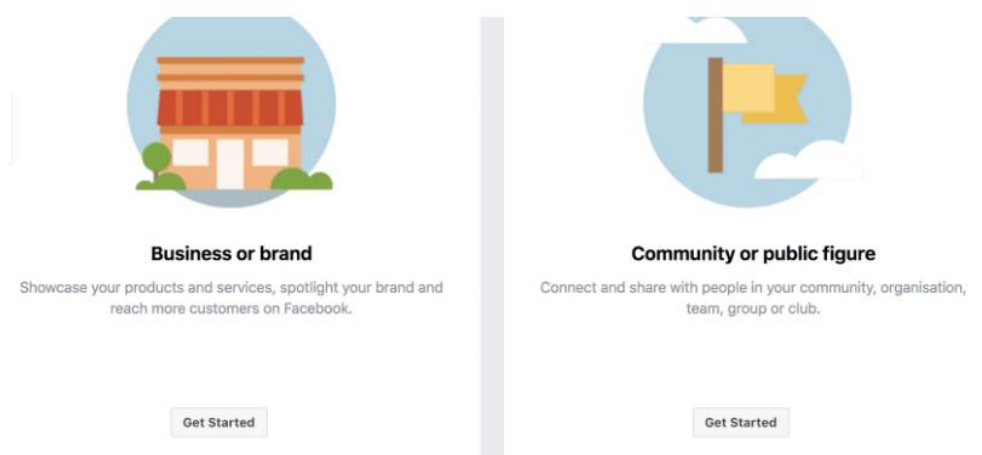 Business or brand
Showcase your products and services, spotlight your brand and
reach more customers on Facebook.
Get Started
Community or public figure
Connect and share with people in your community, organisation,
team, group or club.
Get Started